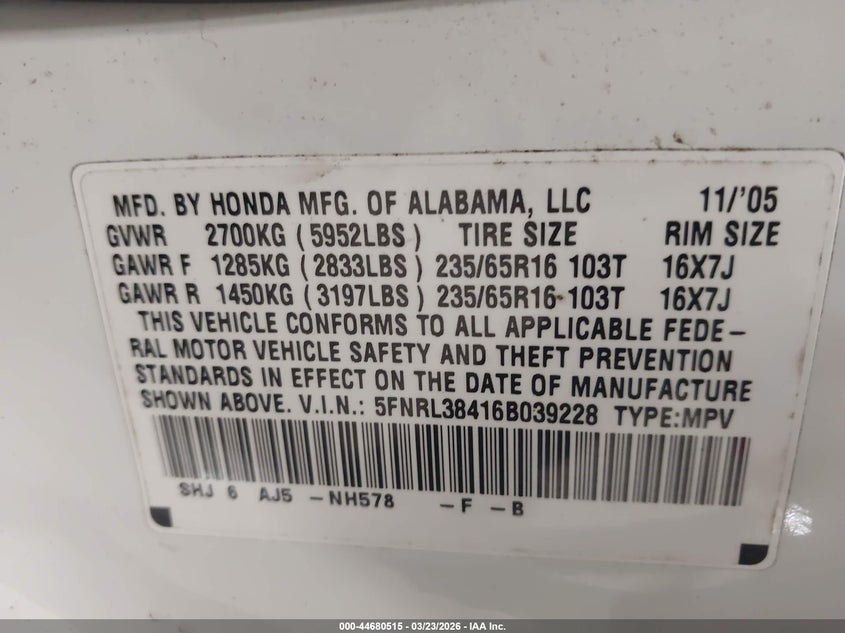 MFD. BY HONDA MFG. OF ALABAMA, LLC 11/'05
GVWR 2700KG (5952LBS) TIRE SIZE RIM SIZE
GAWR F 1285KG (2833LBS) 235/65R16 103T 16X7J
GAWR R 1450KG (3197LBS) 235/65R16-103T 16X7J
THIS VEHICLE CONFORMS TO ALL APPLICABLE FEDE-
RAL MOTOR VEHICLE SAFETY AND THEFT PREVENTION
STANDARDS IN EFFECT ON THE DATE OF MANUFACTURE
SHOWN ABOVE. V.I.N.: 5FNRL38416B039228 TYPE:MPV
SHJ 6 AJ5 -NH578 -F -B
000-44680515 - 03/23/2026 - IAA Inc.